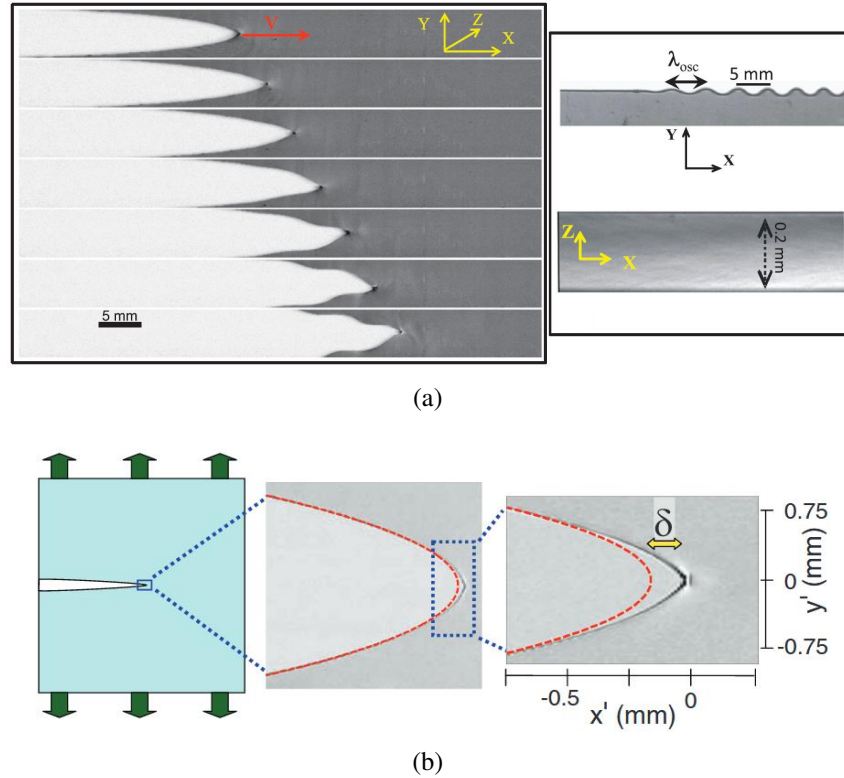 V
Y
Z
X
5 mm
λosc
5 mm
Y
X
Z
X
0.2 mm
(a)
δ
0.75
0
-0.75
y' (mm)
-0.5
0
x' (mm)
(b)